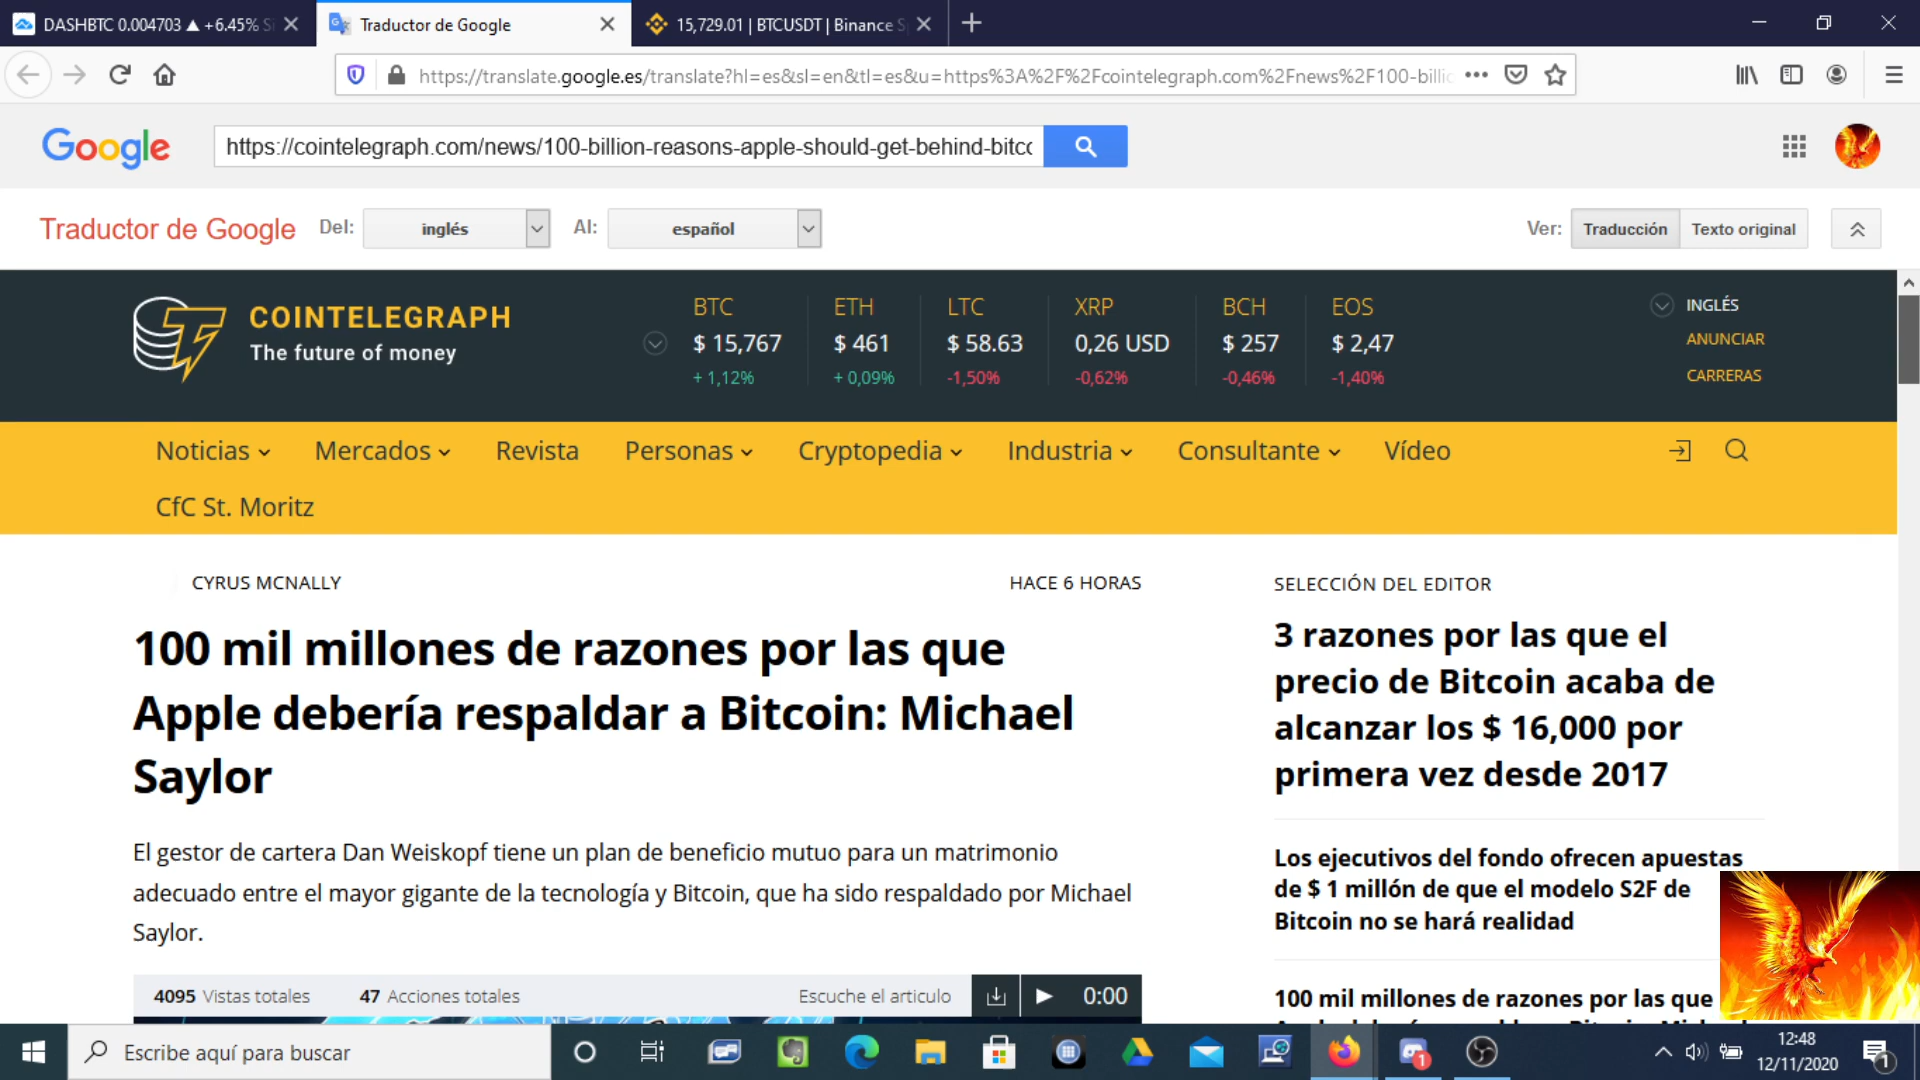 DASHBTC 0.004703 ▲ +6.45%
Traductor de Google
15,729.01 | BTCUSDT | Binance
https://translate.google.es/translate?hl=es&sl=en&tl=es&u=https%3A%2F%2Fcointelegraph.com%2Fnews%2F100-billi
Google
https://cointelegraph.com/news/100-billion-reasons-apple-should-get-behind-bitc
Traductor de Google
Del:
inglés
Al:
español
Ver:
Traducción
Texto original
COINTELEGRAPH
The future of money
BTC ETH LTC XRP BCH EOS
$ 15,767 $ 461 $ 58.63 0,26 USD $ 257 $ 2,47
+ 1,12% + 0,09% -1,50% -0,62% -0,46% -1,40%
INGLÉS
ANUNCIAR
CARRERAS
Noticias Mercados Revista Personas Cryptopedia Industria Consultante Vídeo
CfC St. Moritz
CYRUS MCNALLY
HACE 6 HORAS
100 mil millones de razones por las que
Apple debería respaldar a Bitcoin: Michael
Saylor
El gestor de cartera Dan Weiskopf tiene un plan de beneficio mutuo para un matrimonio
adecuado entre el mayor gigante de la tecnología y Bitcoin, que ha sido respaldado por Michael
Saylor.
4095 Vistas totales
47 Acciones totales
Escuche el articulo
0:00
SELECCIÓN DEL EDITOR
3 razones por las que el
precio de Bitcoin acaba de
alcanzar los $ 16,000 por
primera vez desde 2017
Los ejecutivos del fondo ofrecen apuestas
de $ 1 millón de que el modelo S2F de
Bitcoin no se hará realidad
100 mil millones de razones por las que
Escribe aquí para buscar
1
12:48
12/11/2020
1